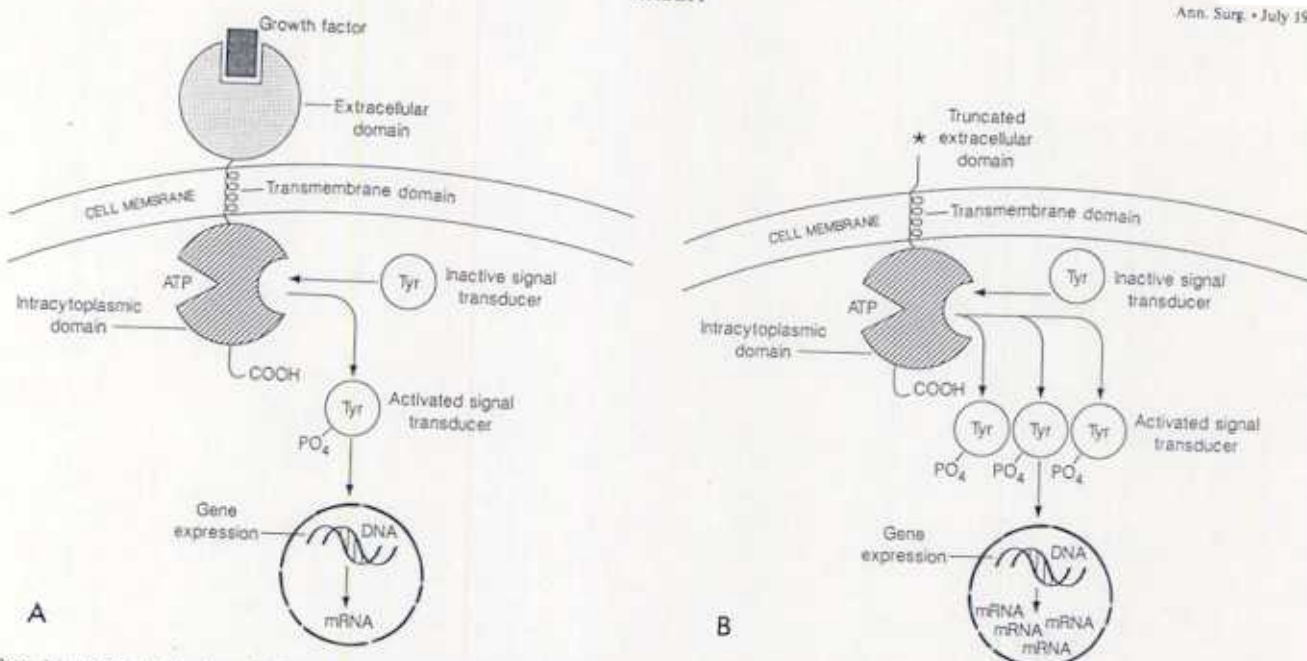 Ann. Surg. • July 19
Growth factor
Extracellular
domain
Transmembrane domain
CELL MEMBRANE
ATP
Tyr
Inactive signal
transducer
Intracytoplasmic
domain
COOH
Tyr
Activated signal
transducer
PO4
Gene
expression
DNA
mRNA
A
Truncated
extracellular
domain
*
Transmembrane domain
CELL MEMBRANE
ATP
Tyr
Inactive signal
transducer
Intracytoplasmic
domain
COOH
Tyr Tyr Tyr
Activated signal
transducer
PO4 PO4 PO4
Gene
expression
DNA
mRNA mRNA
mRNA
mRNA
B